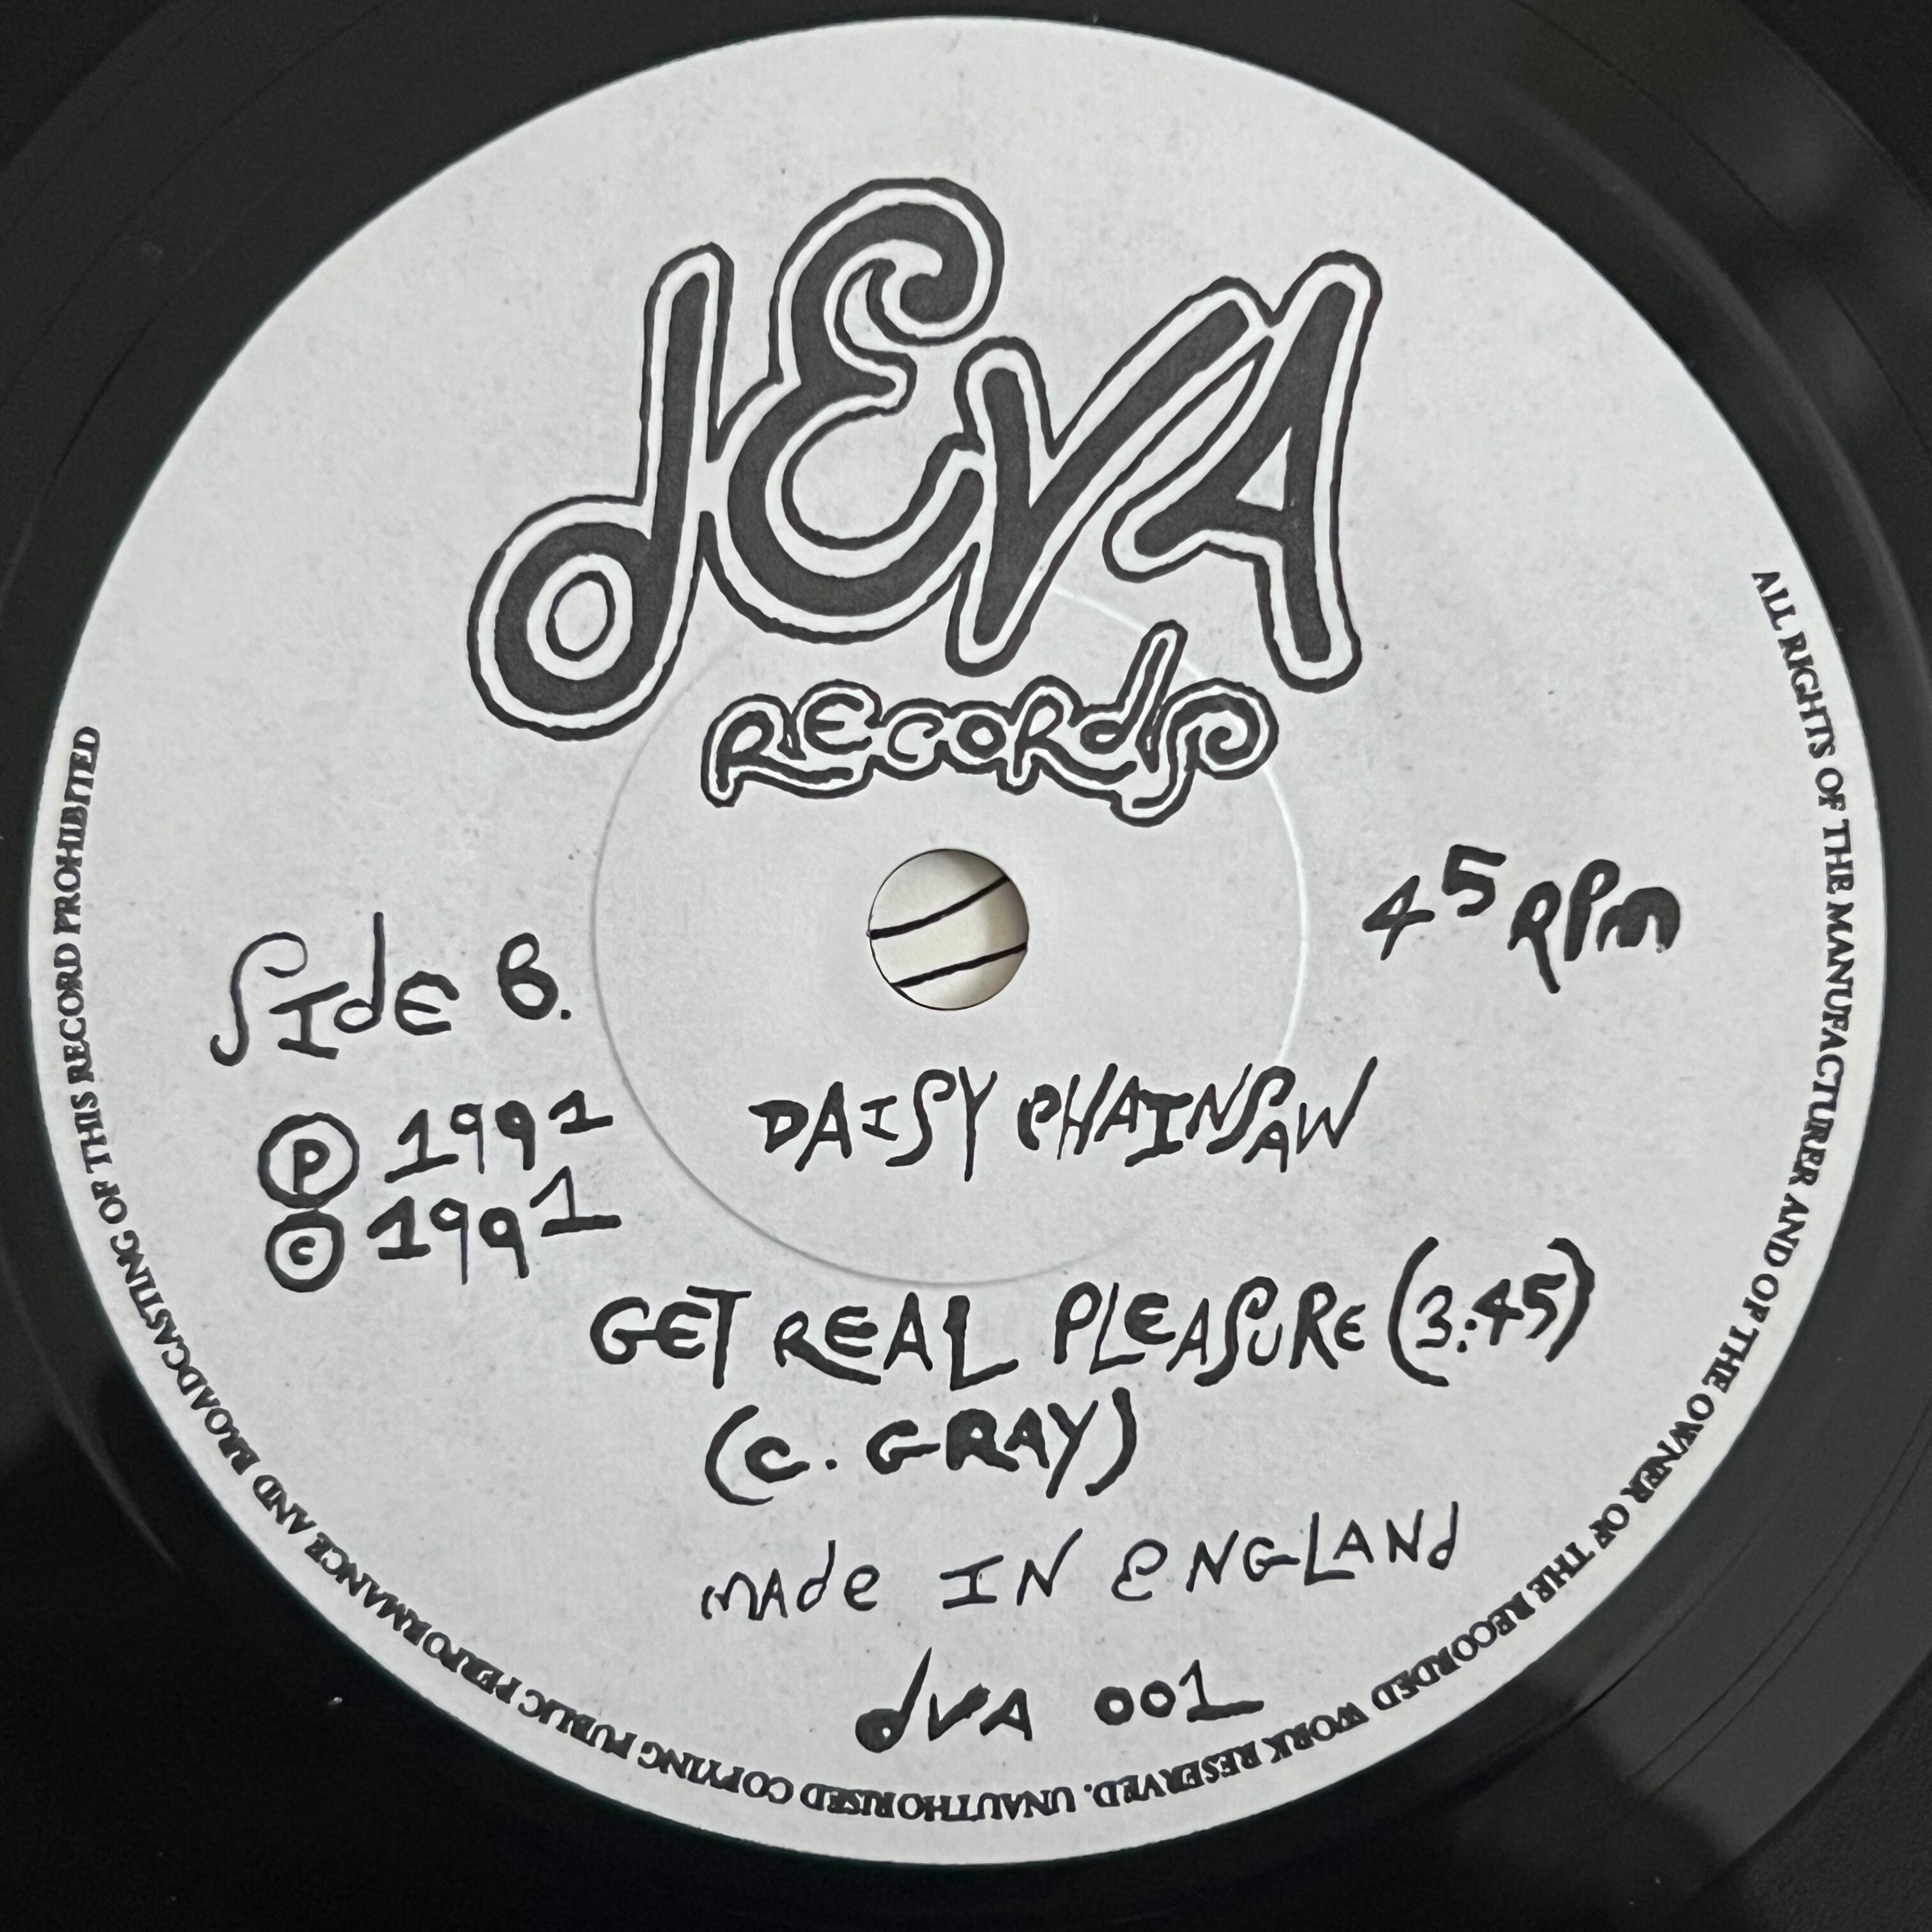 dEVA
RECORdS
45 RPM
SIdE B.
Ⓟ 1991
© 1991
DAISY CHAINSAW
GET REAL PLEASURE (3:45)
(C. GRAY)
MAde IN ENGLANd
dVA 001
ALL RIGHTS OF THE MANUFACTURER AND OF THE OWNER OF THE RECORDED WORK RESERVED. UNAUTHORISED COPYING PUBLIC PERFORMANCE AND BROADCASTING OF THIS RECORD PROHIBITED